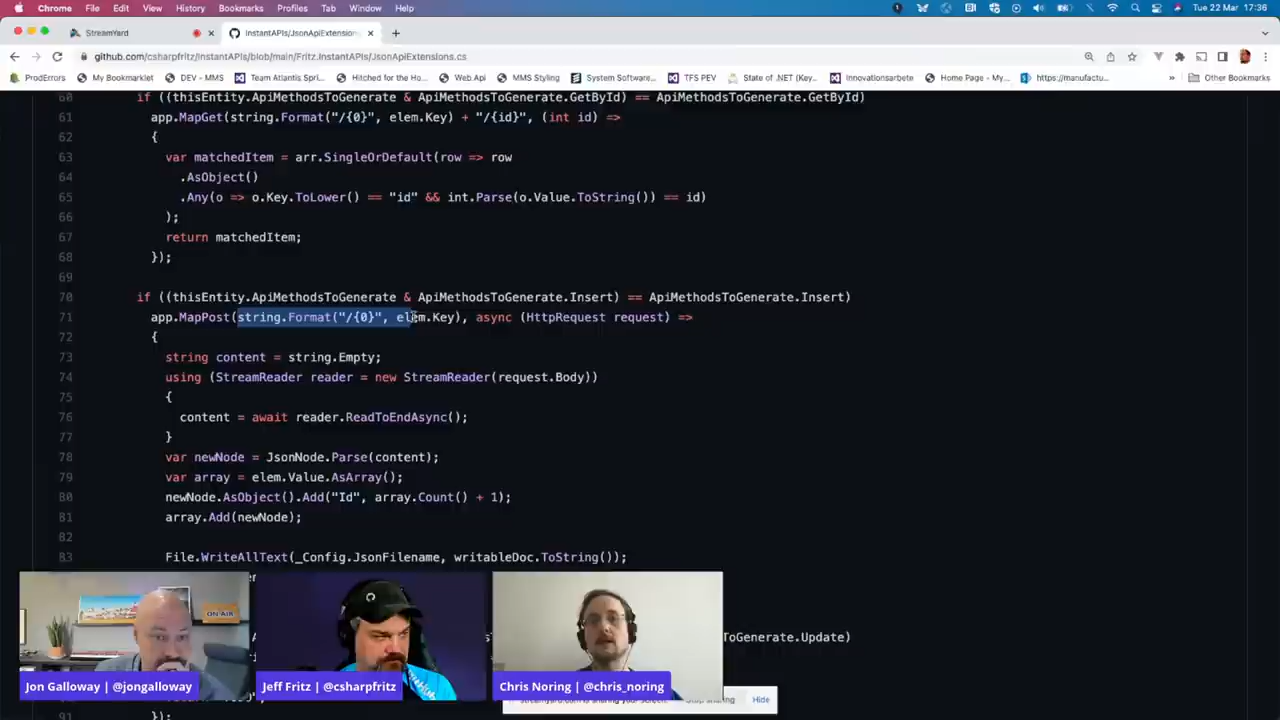 Chrome File Edit View History Bookmarks Profiles Tab Window Help Tue 22 Mar 17:36
StreamYard InstantAPIs/JsonApiExtensions
github.com/csharpfritz/InstantAPIs/blob/main/Fritz.InstantAPIs/JsonApiExtensions.cs
ProdErrors My Bookmarklet DEV - MMS Team Atlantis Spri... Hitched for the Ho... Web Api MMS Styling System Software... TFS PEV State of .NET (Key... Innovationsarbete Home Page - My... https://manufactu... » Other Bookmarks
60 if ((thisEntity.ApiMethodsToGenerate & ApiMethodsToGenerate.GetById) == ApiMethodsToGenerate.GetById)
61 app.MapGet(string.Format("/{0}", elem.Key) + "/{id}", (int id) =>
62 {
63 var matchedItem = arr.SingleOrDefault(row => row
64 .AsObject()
65 .Any(o => o.Key.ToLower() == "id" && int.Parse(o.Value.ToString()) == id)
66 );
67 return matchedItem;
68 });
69
70 if ((thisEntity.ApiMethodsToGenerate & ApiMethodsToGenerate.Insert) == ApiMethodsToGenerate.Insert)
71 app.MapPost(string.Format("/{0}", elem.Key), async (HttpRequest request) =>
72 {
73 string content = string.Empty;
74 using (StreamReader reader = new StreamReader(request.Body))
75 {
76 content = await reader.ReadToEndAsync();
77 }
78 var newNode = JsonNode.Parse(content);
79 var array = elem.Value.AsArray();
80 newNode.AsObject().Add("Id", array.Count() + 1);
81 array.Add(newNode);
82
83 File.WriteAllText(_Config.JsonFilename, writableDoc.ToString());
ToGenerate.Update)
ON AIR
Jon Galloway | @jongalloway
Jeff Fritz | @csharpfritz
Chris Noring | @chris_noring
Stop sharing Hide
91 });